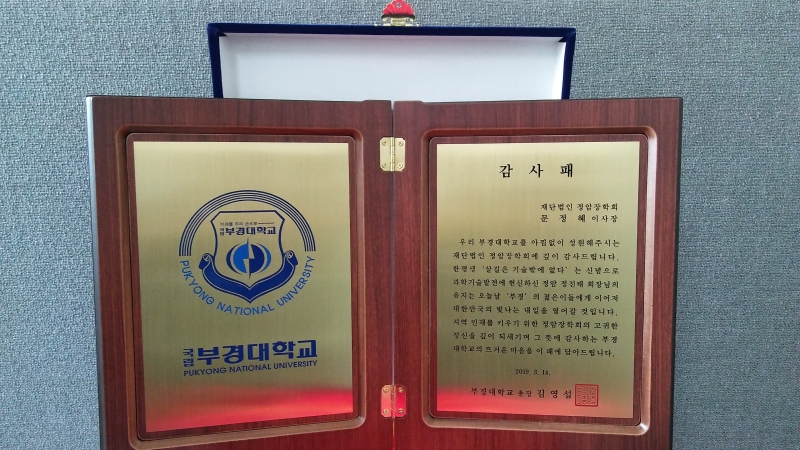 미래를 우리 손으로
국립 부경대학교
PUKYONG NATIONAL UNIVERSITY
국립 부경대학교
PUKYONG NATIONAL UNIVERSITY
감사패
재단법인 정암장학회
문정혜 이사장
우리 부경대학교를 아낌없이 성원해주시는
재단법인 정암장학회에 깊이 감사드립니다.
한평생 '살길은 기술밖에 없다' 는 신념으로
과학기술발전에 헌신하신 정암 정진태 회장님의
유지는 오늘날 '부경' 의 젊은이들에게 이어져
대한민국의 빛나는 내일을 열어갈 것입니다.
지역 인재를 키우기 위한 정암장학회의 고귀한
정신을 깊이 되새기며 그 뜻에 감사하는 부경
대학교의 뜨거운 마음을 이 패에 담아드립니다.
2019. 3. 18.
부경대학교 총장 김영섭